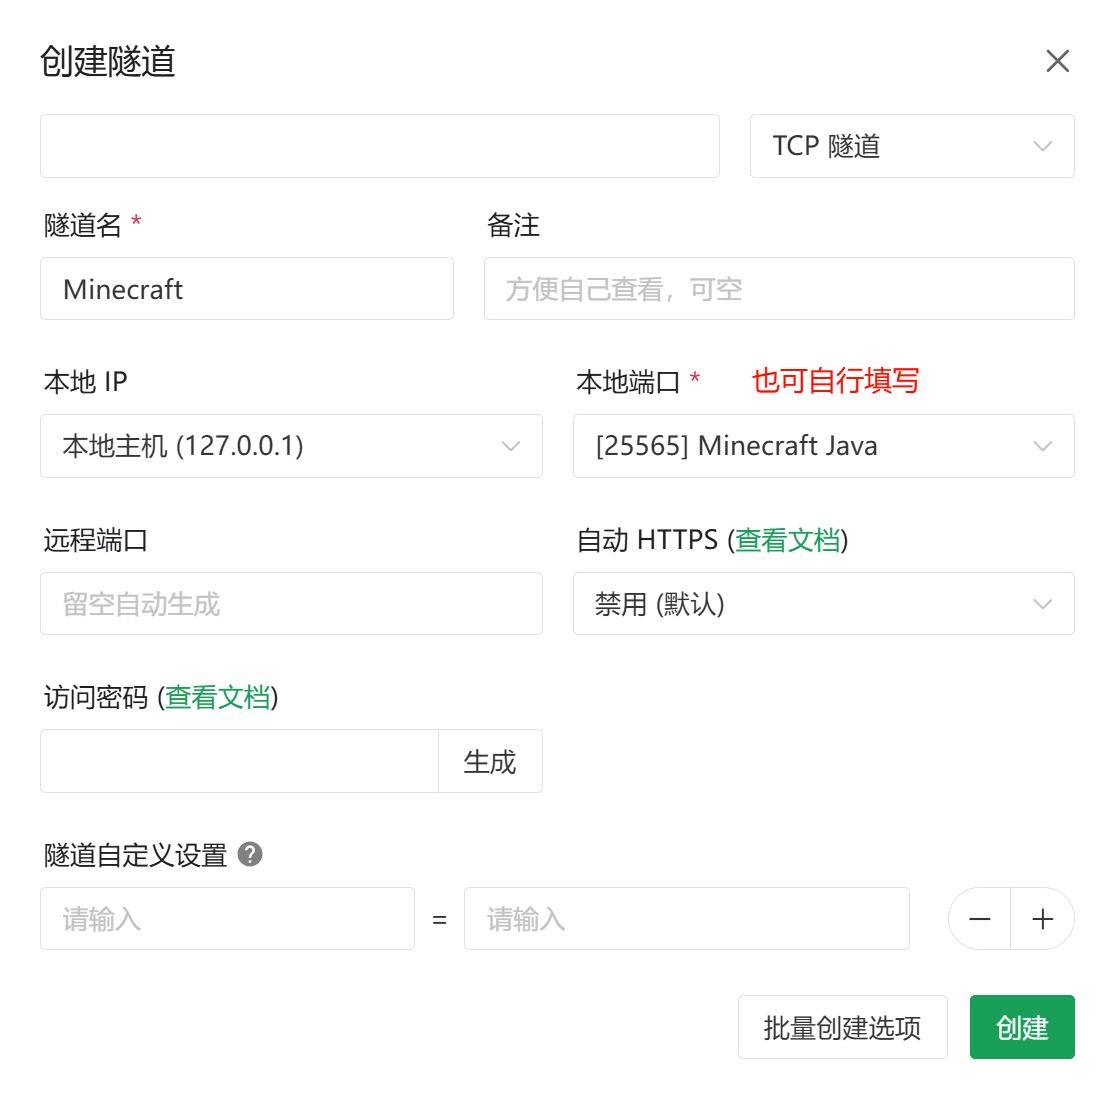 创建隧道
TCP 隧道
隧道名 *
备注
Minecraft
方便自己查看，可空
本地 IP
本地端口 *
也可自行填写
本地主机 (127.0.0.1)
[25565] Minecraft Java
远程端口
自动 HTTPS (查看文档)
留空自动生成
禁用 (默认)
访问密码 (查看文档)
生成
隧道自定义设置 ?
请输入
=
请输入
批量创建选项
创建